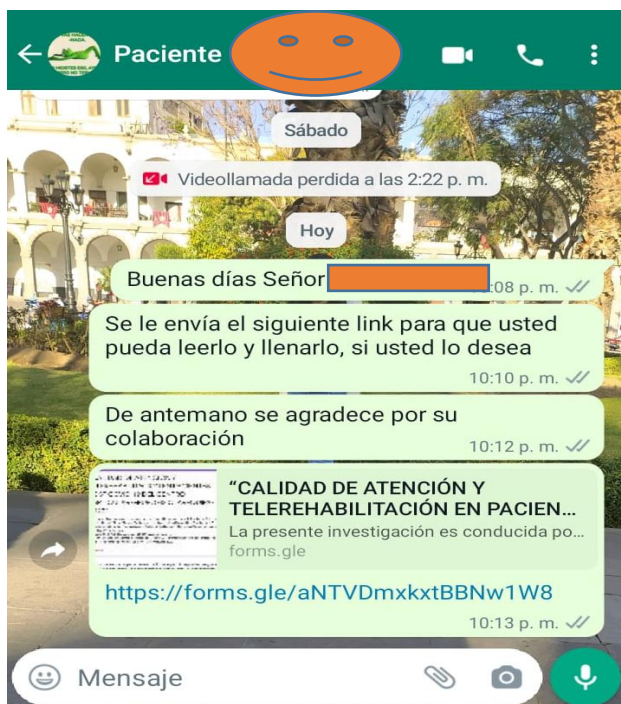 Paciente
Sábado
Videollamada perdida a las 2:22 p. m.
Hoy
Buenas días Señor
:08 p. m.
Se le envía el siguiente link para que usted
pueda leerlo y llenarlo, si usted lo desea
10:10 p. m.
De antemano se agradece por su
colaboración
10:12 p. m.
"CALIDAD DE ATENCIÓN Y
TELEREHABILITACIÓN EN PACIEN...
La presente investigación es conducida po...
forms.gle
https://forms.gle/aNTVDmxkxtBBNw1W8
10:13 p. m.
Mensaje